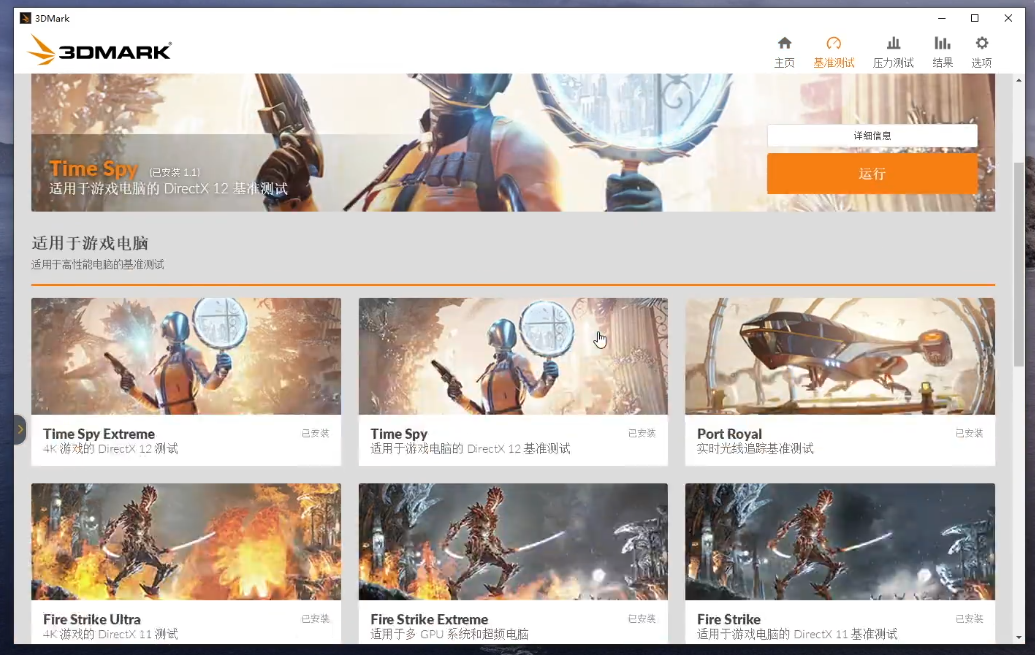 3DMark
3DMARK
主页
基准测试
压力测试
结果
选项
详细信息
Time Spy (已安装 1.1)
适用于游戏电脑的 DirectX 12 基准测试
运行
适用于游戏电脑
适用于高性能电脑的基准测试
Time Spy Extreme
已安装
4K 游戏的 DirectX 12 测试
Time Spy
已安装
适用于游戏电脑的 DirectX 12 基准测试
Port Royal
已安装
实时光线追踪基准测试
Fire Strike Ultra
已安装
4K 游戏的 DirectX 11 测试
Fire Strike Extreme
已安装
适用于多 GPU 系统和超频电脑
Fire Strike
已安装
适用于游戏电脑的 DirectX 11 基准测试